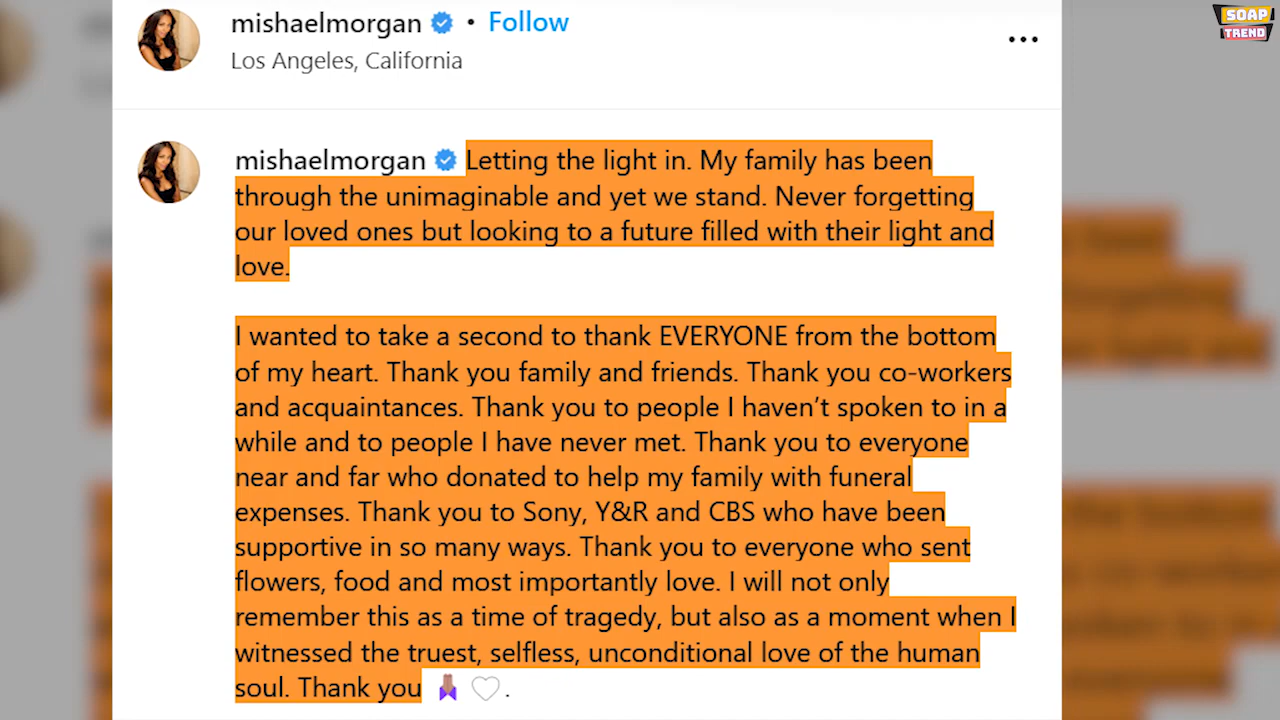 mishaelmorgan • Follow
Los Angeles, California
SOAP
TREND
mishaelmorgan Letting the light in. My family has been
through the unimaginable and yet we stand. Never forgetting
our loved ones but looking to a future filled with their light and
love.
I wanted to take a second to thank EVERYONE from the bottom
of my heart. Thank you family and friends. Thank you co-workers
and acquaintances. Thank you to people I haven’t spoken to in a
while and to people I have never met. Thank you to everyone
near and far who donated to help my family with funeral
expenses. Thank you to Sony, Y&R and CBS who have been
supportive in so many ways. Thank you to everyone who sent
flowers, food and most importantly love. I will not only
remember this as a time of tragedy, but also as a moment when I
witnessed the truest, selfless, unconditional love of the human
soul. Thank you 🙏🏽🤍.